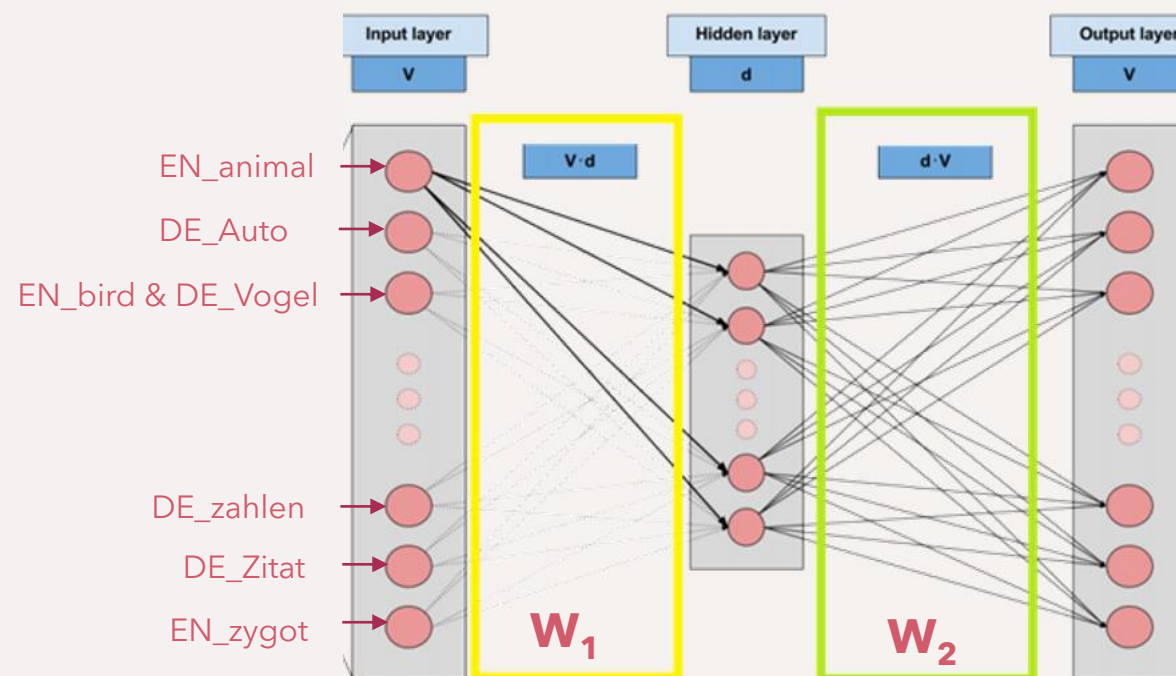 Input layer
V
Hidden layer
d
Output layer
V
V·d
d·V
EN_animal
DE_Auto
EN_bird & DE_Vogel
DE_zahlen
DE_Zitat
EN_zygot
W₁
W₂